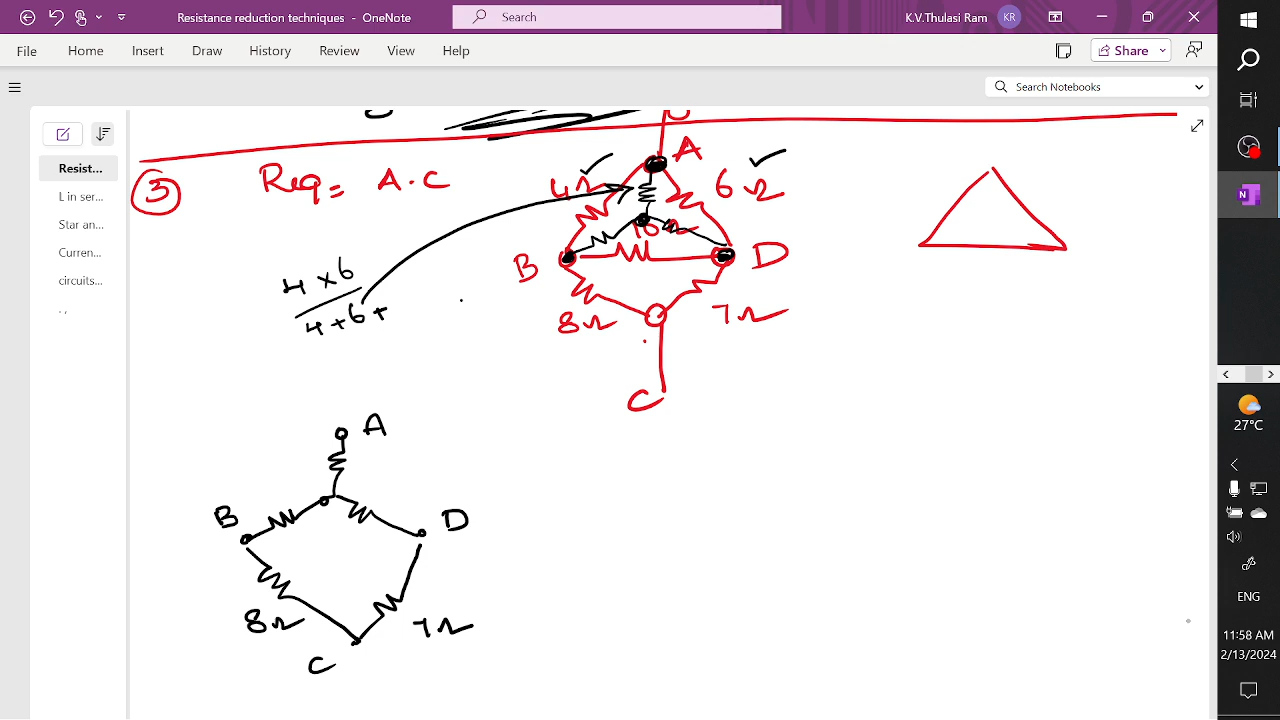 Resistance reduction techniques - OneNote
Search
K.V.Thulasi Ram
KR
File
Home
Insert
Draw
History
Review
View
Help
Share
Search Notebooks
Resist...
L in ser...
Star an...
Curren...
circuits...
3
Req = A-C
4Ω
A
6Ω
10Ω
B
D
8Ω
7Ω
C
4×6
4+6+
A
B
D
8Ω
7Ω
C
27°C
ENG
11:58 AM
2/13/2024